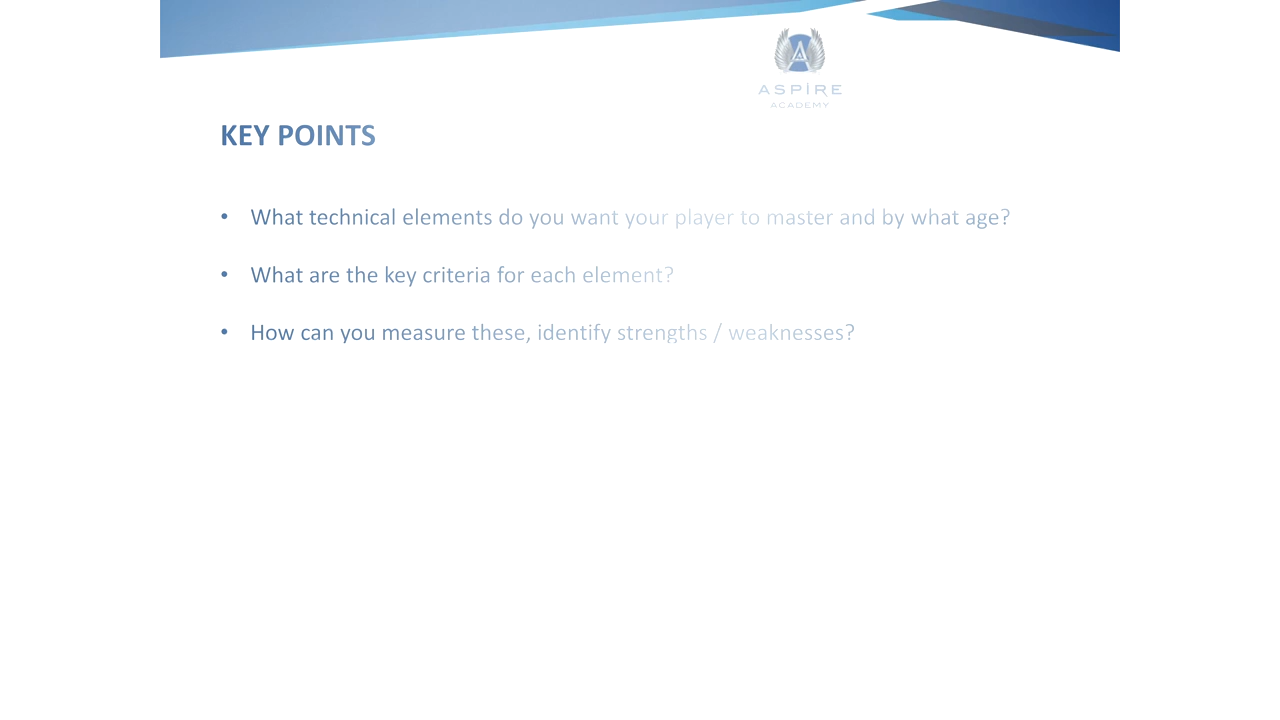 ASPIRE
ACADEMY
KEY POINTS
• What technical elements do you want your player to master and by what age?
• What are the key criteria for each element?
• How can you measure these, identify strengths / weaknesses?